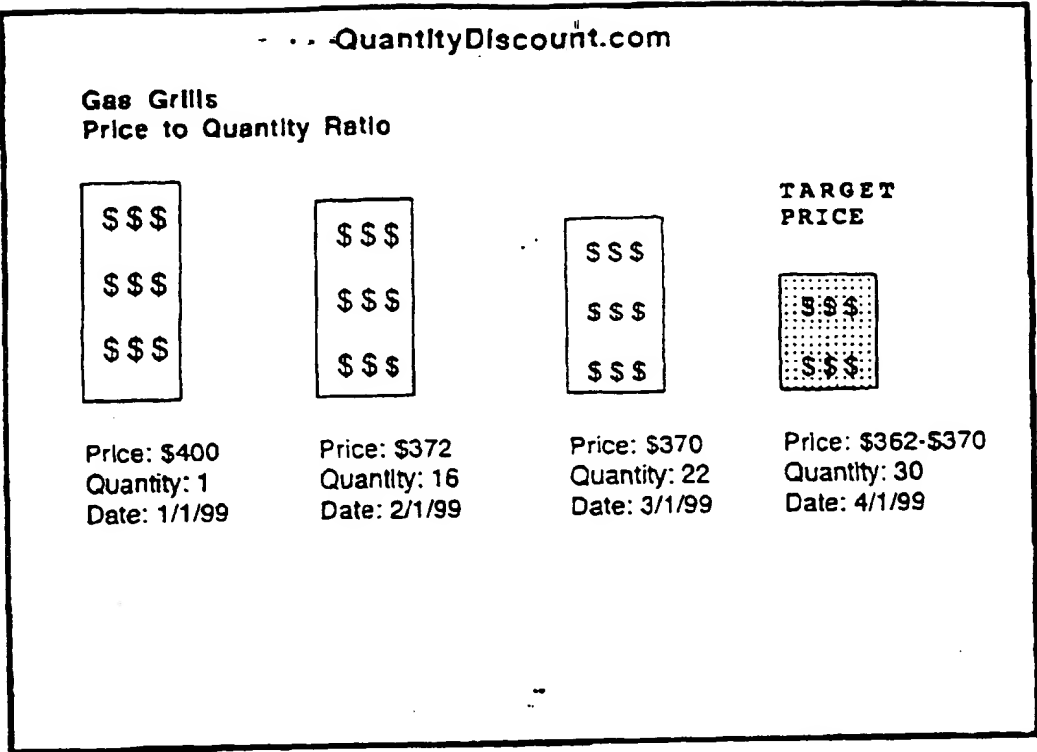 QuantityDiscount.com
Gas Grills
Price to Quantity Ratio
$$$
$$$
$$$
Price: $400
Quantity: 1
Date: 1/1/99
$$$
$$$
$$$
Price: $372
Quantity: 16
Date: 2/1/99
$$$
$$$
$$$
Price: $370
Quantity: 22
Date: 3/1/99
TARGET
PRICE
$$$
$$$
Price: $362-$370
Quantity: 30
Date: 4/1/99